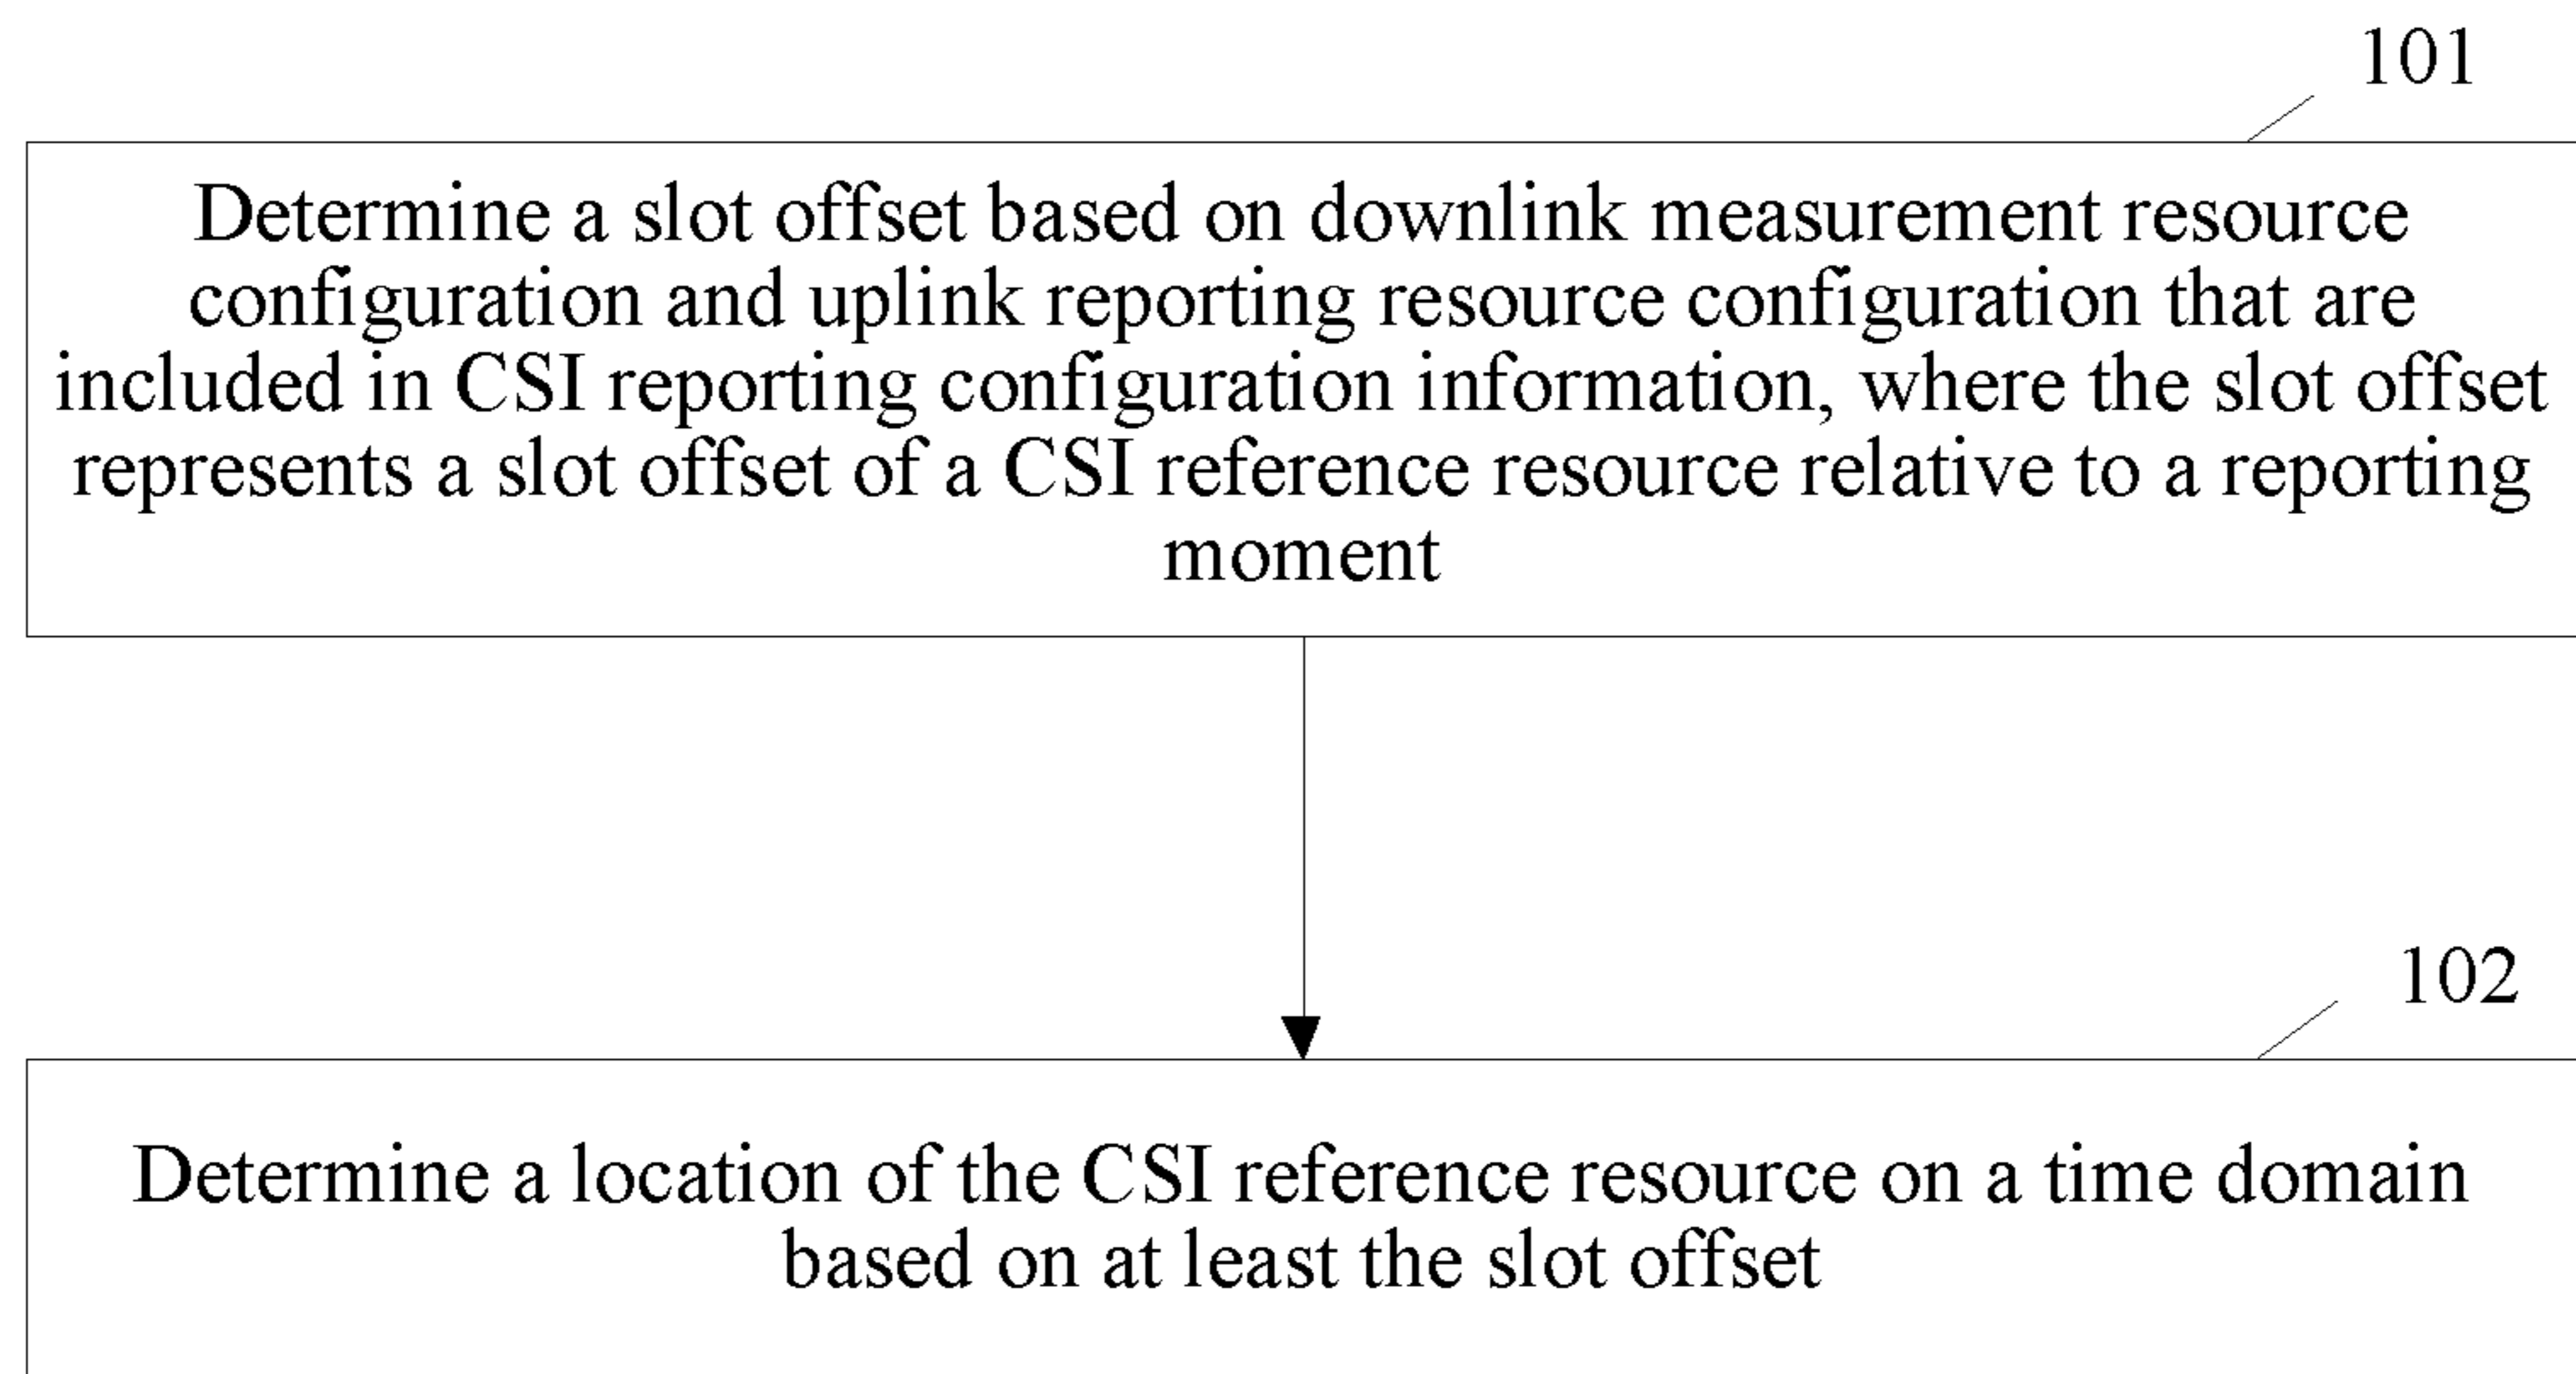 101
Determine a slot offset based on downlink measurement resource
configuration and uplink reporting resource configuration that are
included in CSI reporting configuration information, where the slot offset
represents a slot offset of a CSI reference resource relative to a reporting
moment
102
Determine a location of the CSI reference resource on a time domain
based on at least the slot offset